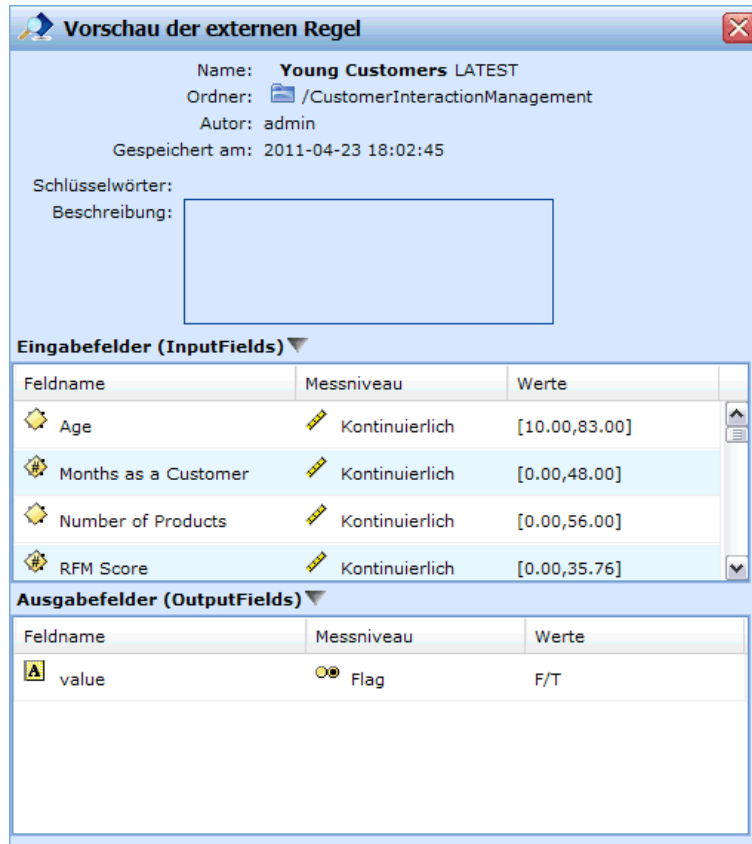 Vorschau der externen Regel
Name: Young Customers LATEST
Ordner: /CustomerInteractionManagement
Autor: admin
Gespeichert am: 2011-04-23 18:02:45
Schlüsselwörter:
Beschreibung:
Eingabefelder (InputFields)
Feldname Messniveau Werte
Age Kontinuierlich [10.00,83.00]
# Months as a Customer Kontinuierlich [0.00,48.00]
Number of Products Kontinuierlich [0.00,56.00]
# RFM Score Kontinuierlich [0.00,35.76]
Ausgabefelder (OutputFields)
Feldname Messniveau Werte
A value Flag F/T